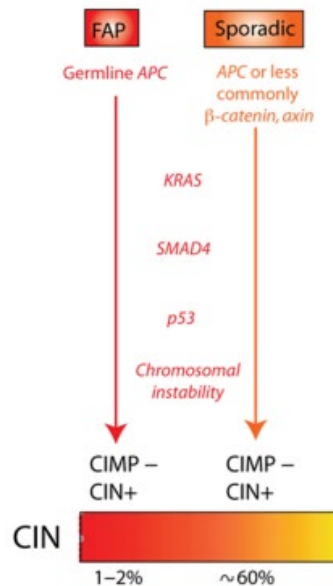 FAP
Sporadic
Germline APC
APC or less
commonly
β-catenin, axin
KRAS
SMAD4
p53
Chromosomal
instability
CIMP –
CIN+
CIMP –
CIN+
CIN
1–2%
~60%